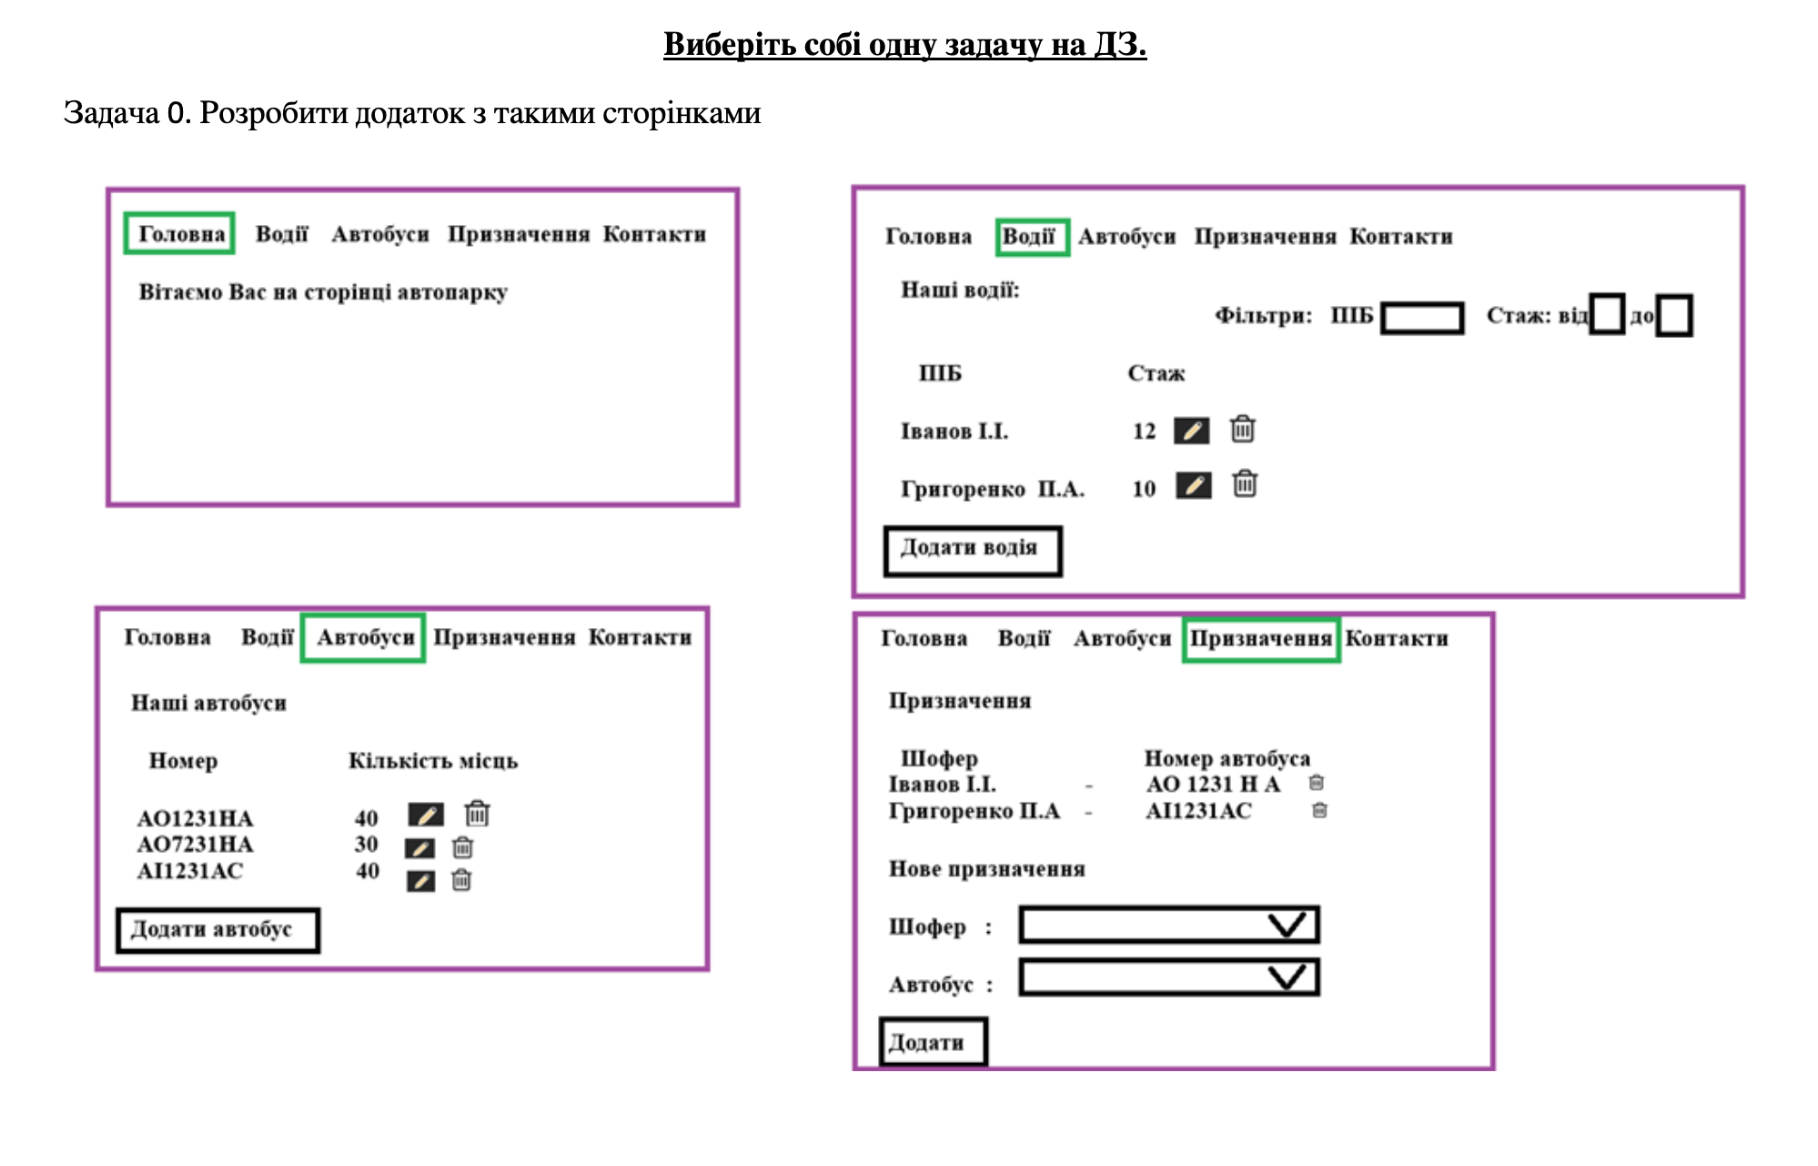 Виберіть собі одну задачу на ДЗ.
Задача 0. Розробити додаток з такими сторінками
Головна Водії Автобуси Призначення Контакти
Вітаємо Вас на сторінці автопарку
Головна Водії Автобуси Призначення Контакти
Наші водії:
Фільтри: ПІБ Стаж: від до
ПІБ Стаж
Іванов І.І. 12
Григоренко П.А. 10
Додати водія
Головна Водії Автобуси Призначення Контакти
Наші автобуси
Номер Кількість місць
АО1231НА 40
АО7231НА 30
АІ1231АС 40
Додати автобус
Головна Водії Автобуси Призначення Контакти
Призначення
Шофер Номер автобуса
Іванов І.І. - АО 1231 Н А
Григоренко П.А - АІ1231АС
Нове призначення
Шофер :
Автобус :
Додати